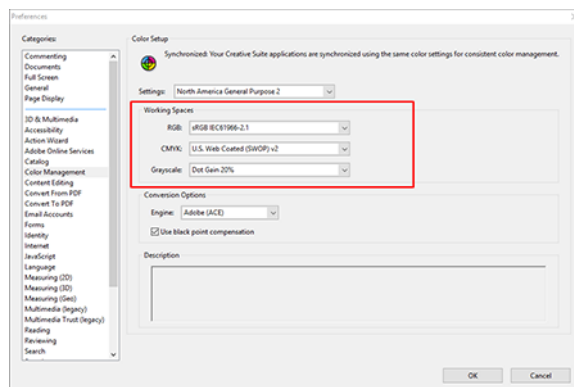 Preferences
Categories:
Commenting
Documents
Full Screen
General
Page Display
3D & Multimedia
Accessibility
Action Wizard
Adobe Online Services
Catalog
Color Management
Content Editing
Convert From PDF
Convert To PDF
Email Accounts
Forms
Identity
Internet
JavaScript
Language
Measuring (2D)
Measuring (3D)
Measuring (Geo)
Multimedia (legacy)
Multimedia Trust (legacy)
Reading
Reviewing
Search
Color Setup
Synchronized: Your Creative Suite applications are synchronized using the same color settings for consistent color management.
Settings: North America General Purpose 2
Working Spaces
RGB: sRGB IEC61966-2.1
CMYK: U.S. Web Coated (SWOP) v2
Grayscale: Dot Gain 20%
Conversion Options
Engine: Adobe (ACE)
Use black point compensation
Description
OK Cancel